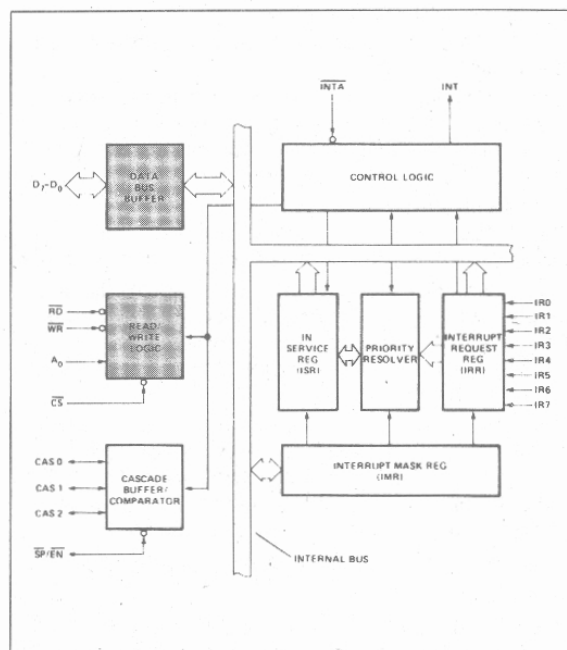 INTA
INT
CONTROL LOGIC
D7-D0
DATA
BUS
BUFFER
RD
WR
A0
CS
READ/
WRITE
LOGIC
IN
SERVICE
REG
(ISR)
PRIORITY
RESOLVER
INTERRUPT
REQUEST
REG
(IRR)
IR0
IR1
IR2
IR3
IR4
IR5
IR6
IR7
CAS 0
CAS 1
CAS 2
CASCADE
BUFFER/
COMPARATOR
SP/EN
INTERRUPT MASK REG
(IMR)
INTERNAL BUS